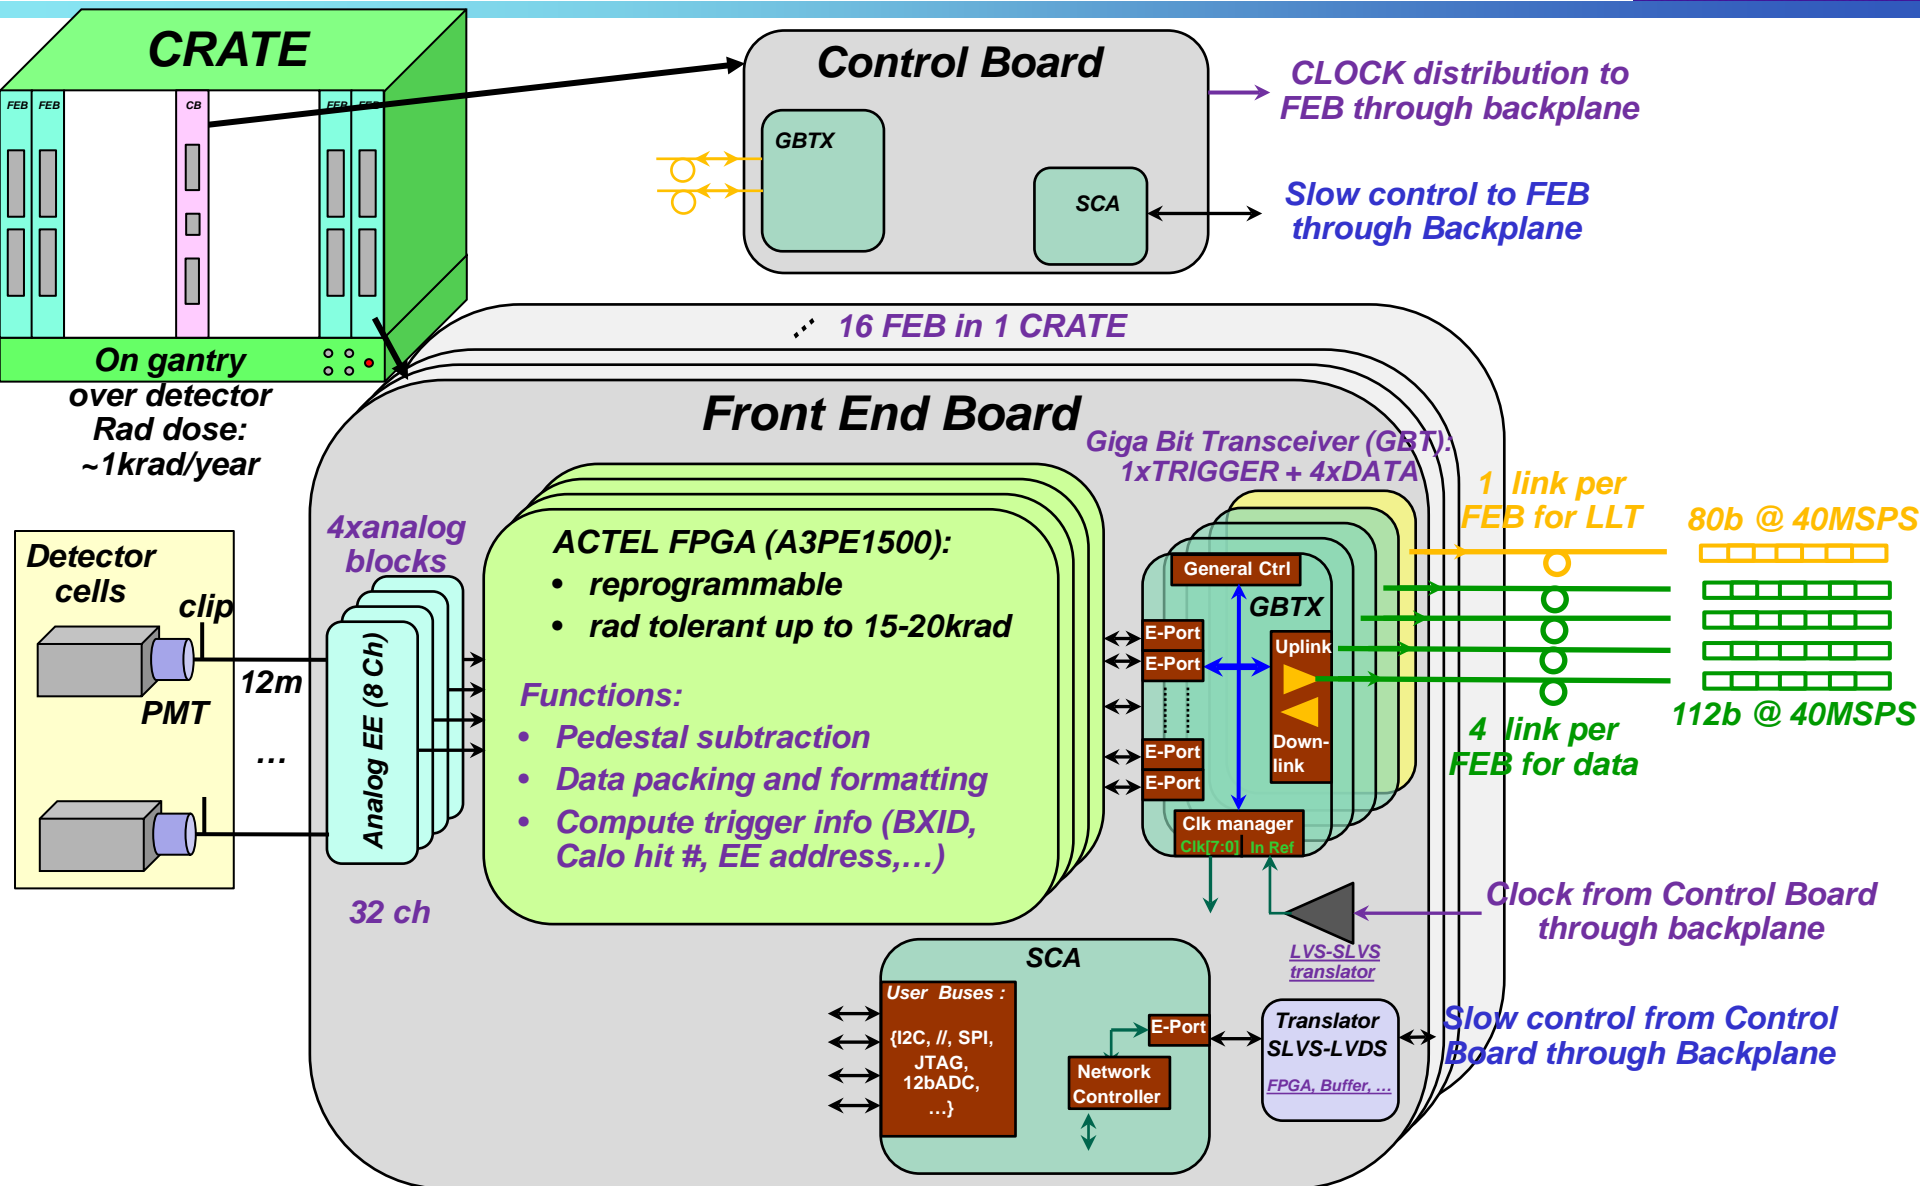 CRATE
FEB FEB CB FEB FEB
On gantry
over detector
Rad dose:
~1krad/year
Control Board
GBTX
SCA
CLOCK distribution to
FEB through backplane
Slow control to FEB
through Backplane
16 FEB in 1 CRATE
Front End Board
Giga Bit Transceiver (GBT):
1xTRIGGER + 4xDATA
Detector
cells
clip
12m
PMT
...
4xanalog
blocks
Analog EE (8 Ch)
32 ch
ACTEL FPGA (A3PE1500):
• reprogrammable
• rad tolerant up to 15-20krad
Functions:
• Pedestal subtraction
• Data packing and formatting
• Compute trigger info (BXID,
Calo hit #, EE address,...)
General Ctrl
GBTX
E-Port
E-Port
E-Port
E-Port
Uplink
Down-
link
Clk manager
Clk[7:0] In Ref
1 link per
FEB for LLT
80b @ 40MSPS
112b @ 40MSPS
4 link per
FEB for data
Clock from Control Board
through backplane
LVS-SLVS
translator
SCA
User Buses :
{I2C, //, SPI,
JTAG,
12bADC,
...}
E-Port
Network
Controller
Translator
SLVS-LVDS
FPGA, Buffer, ...
Slow control from Control
Board through Backplane